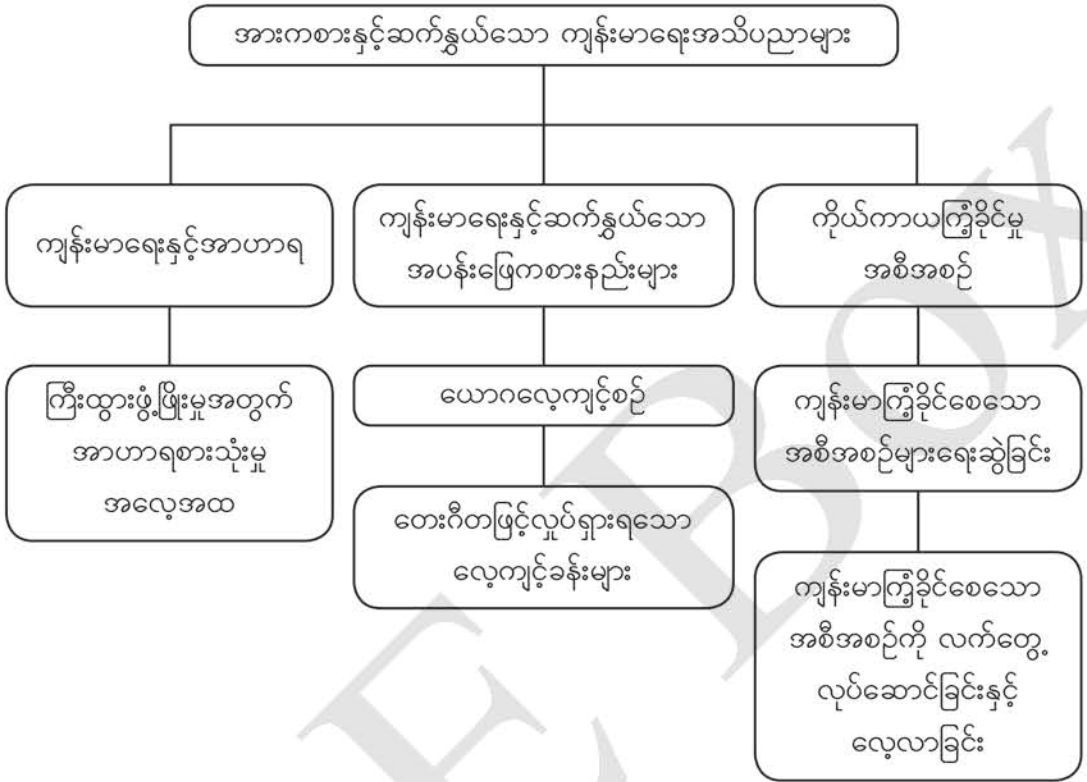 အားကစားနှင့်ဆက်နွှယ်သော ကျန်းမာရေးအသိပညာများ
ကျန်းမာရေးနှင့်အာဟာရ
ကြီးထွားဖွံ့ဖြိုးမှုအတွက်
အာဟာရစားသုံးမှု
အလေ့အထ
ကျန်းမာရေးနှင့်ဆက်နွှယ်သော
အပန်းဖြေကစားနည်းများ
ယောဂလေ့ကျင့်စဉ်
တေးဂီတဖြင့်လှုပ်ရှားရသော
လေ့ကျင့်ခန်းများ
ကိုယ်ကာယကြံ့ခိုင်မှု
အစီအစဉ်
ကျန်းမာကြံ့ခိုင်စေသော
အစီအစဉ်များရေးဆွဲခြင်း
ကျန်းမာကြံ့ခိုင်စေသော
အစီအစဉ်ကို လက်တွေ့
လုပ်ဆောင်ခြင်းနှင့်
လေ့လာခြင်း
E Box